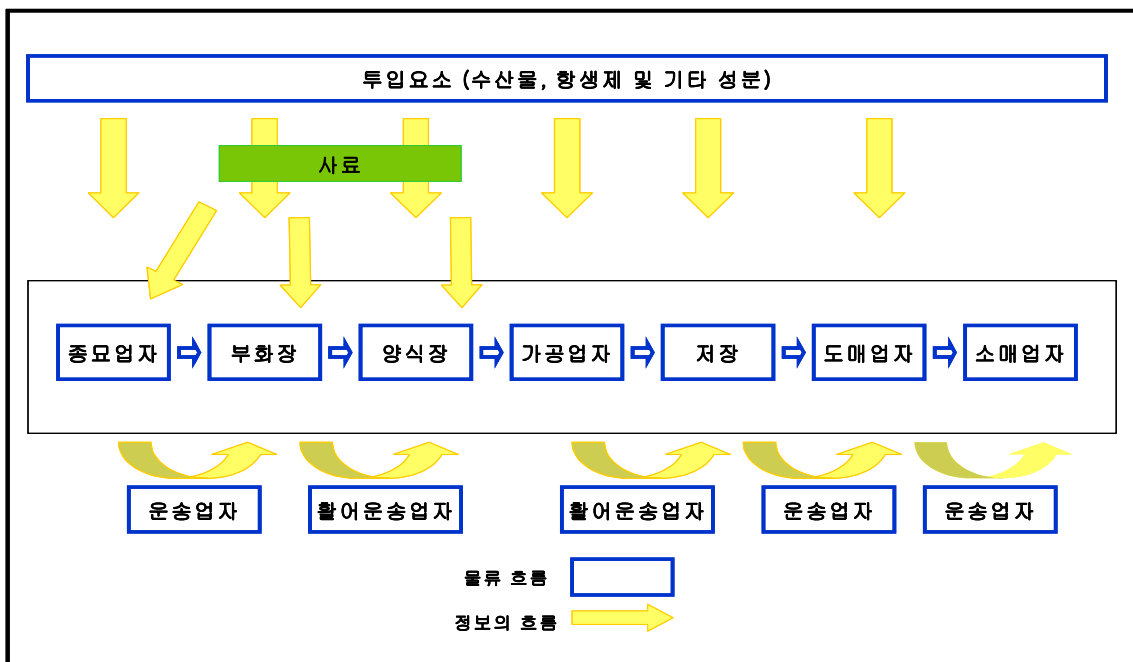 투입요소 (수산물, 항생제 및 기타 성분)
사료
종묘업자
부화장
양식장
가공업자
저장
도매업자
소매업자
운송업자
활어운송업자
활어운송업자
운송업자
운송업자
물류 흐름
정보의 흐름